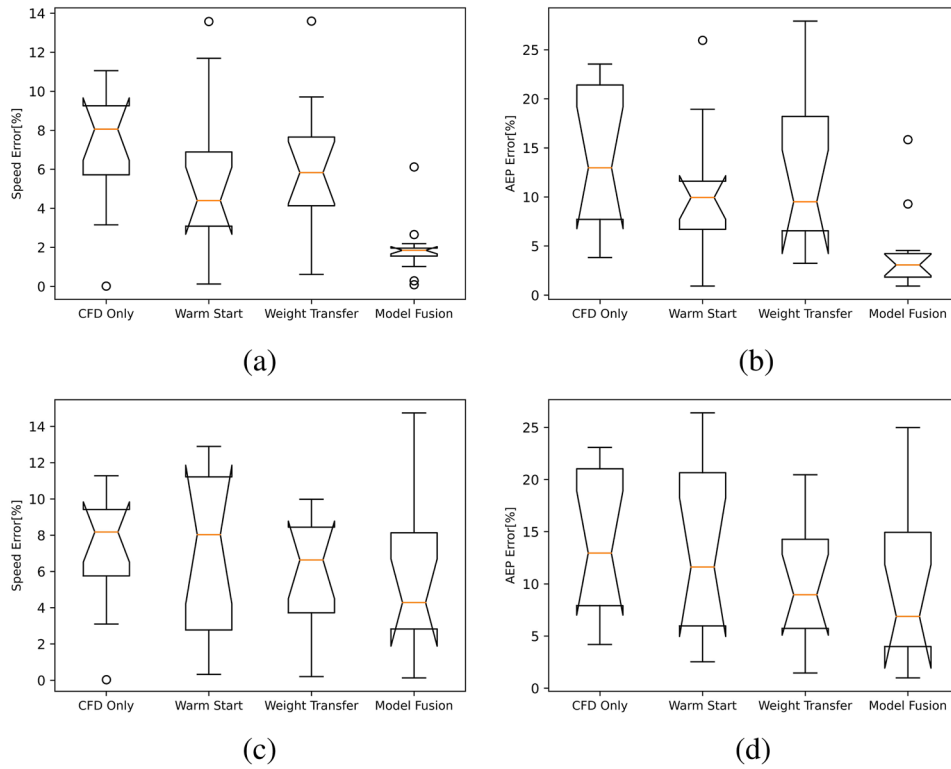 14
12
10
8
6
4
2
0
Speed Error[%]
CFD Only Warm Start Weight Transfer Model Fusion
(a)
25
20
15
10
5
0
AEP Error[%]
CFD Only Warm Start Weight Transfer Model Fusion
(b)
14
12
10
8
6
4
2
0
Speed Error[%]
CFD Only Warm Start Weight Transfer Model Fusion
(c)
25
20
15
10
5
0
AEP Error[%]
CFD Only Warm Start Weight Transfer Model Fusion
(d)